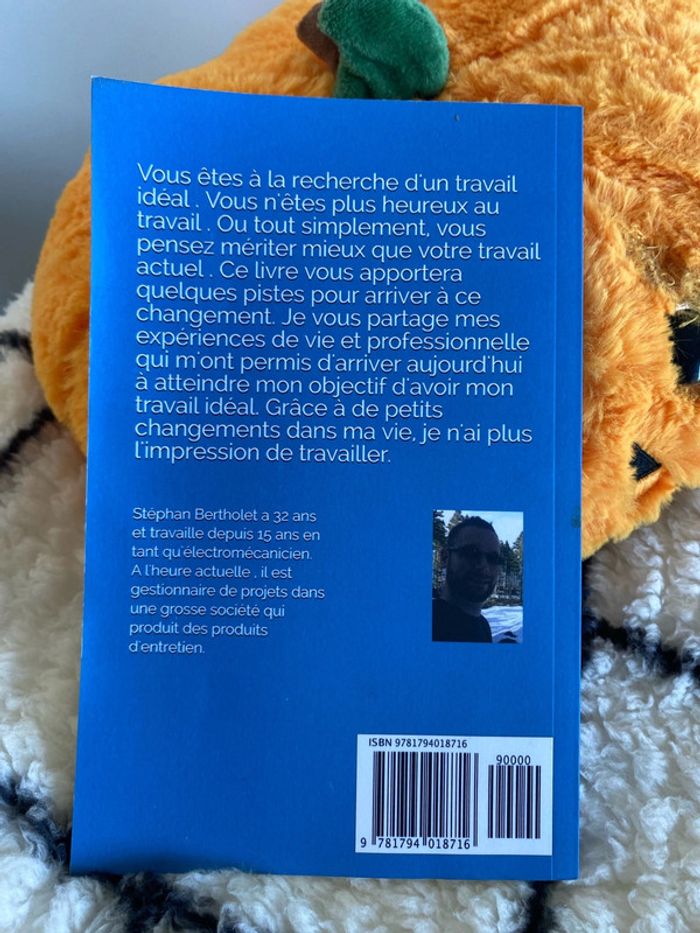 Vous êtes à la recherche d'un travail
idéal . Vous n'êtes plus heureux au
travail . Ou tout simplement, vous
pensez mériter mieux que votre travail
actuel . Ce livre vous apportera
quelques pistes pour arriver à ce
changement. Je vous partage mes
expériences de vie et professionnelle
qui m'ont permis d'arriver aujourd'hui
à atteindre mon objectif d'avoir mon
travail idéal. Grâce à de petits
changements dans ma vie, je n'ai plus
l'impression de travailler.
Stéphan Bertholet a 32 ans
et travaille depuis 15 ans en
tant qu'électromécanicien.
A l'heure actuelle , il est
gestionnaire de projets dans
une grosse société qui
produit des produits
d'entretien.
ISBN 9781794018716
90000
9 781794 018716